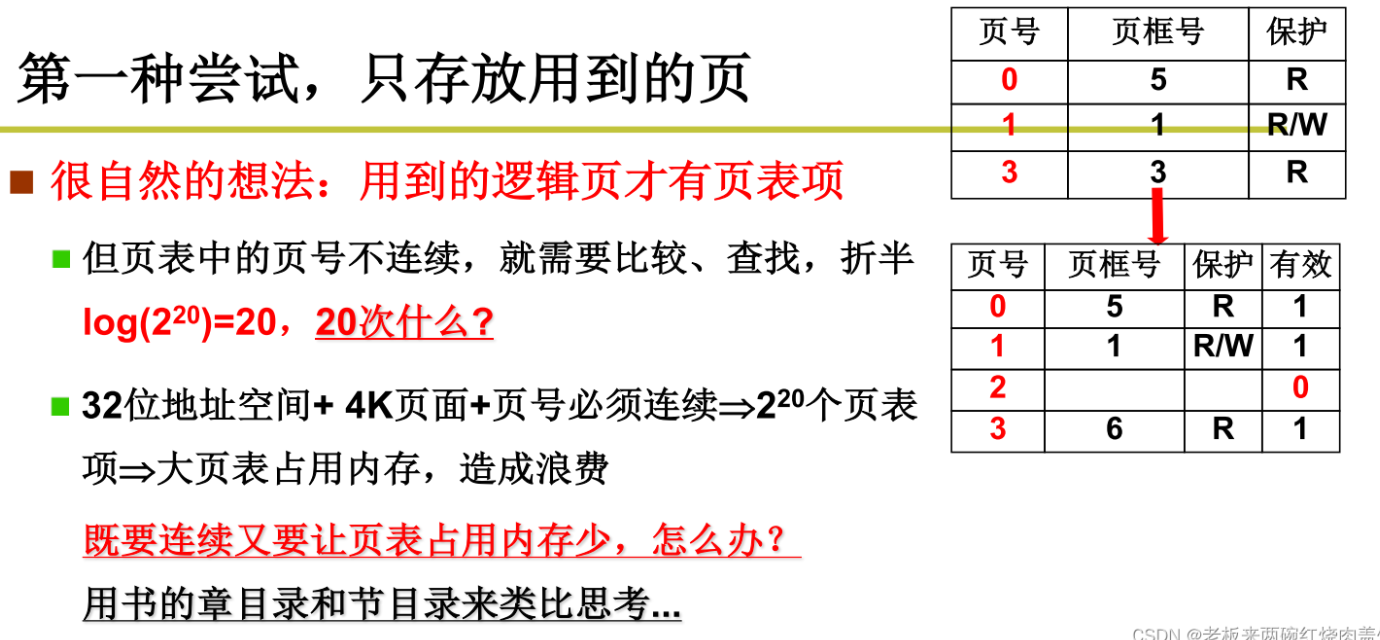 第一种尝试，只存放用到的页
很自然的想法：用到的逻辑页才有页表项
但页表中的页号不连续，就需要比较、查找，折半
log(2²⁰)=20，20次什么?
32位地址空间+ 4K页面+页号必须连续⇒2²⁰个页表
项⇒大页表占用内存，造成浪费
既要连续又要让页表占用内存少，怎么办？
用书的章目录和节目录来类比思考...
页号 页框号 保护
0 5 R
1 1 R/W
3 3 R
页号 页框号 保护 有效
0 5 R 1
1 1 R/W 1
2 0
3 6 R 1
CSDN @老板来两碗红烧肉盖